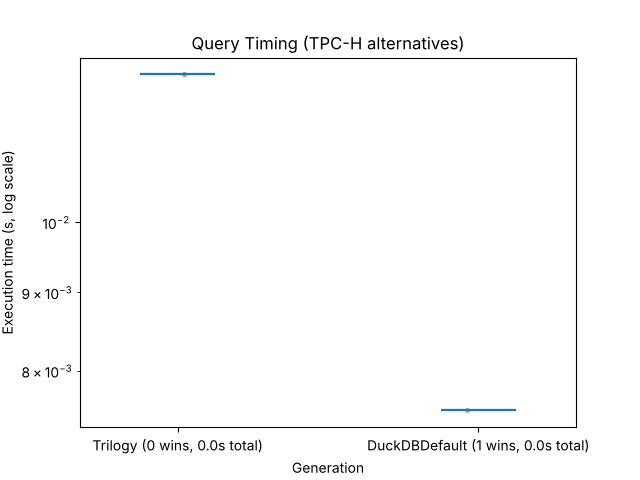 Query Timing (TPC-H alternatives)
Execution time (s, log scale)
10⁻²
9 × 10⁻³
8 × 10⁻³
Trilogy (0 wins, 0.0s total)
DuckDBDefault (1 wins, 0.0s total)
Generation